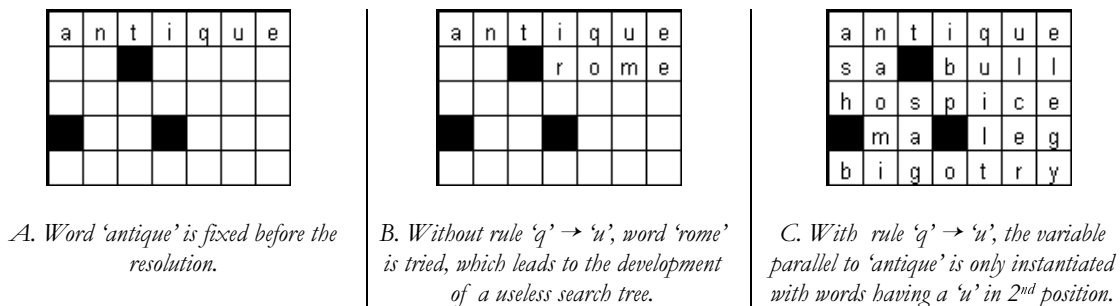 a n t i q u e
A. Word ‘antique’ is fixed before the
resolution.
a n t i q u e
r o m e
B. Without rule ‘q’ → ‘u’, word ‘rome’
is tried, which leads to the development
of a useless search tree.
a n t i q u e
s a b u l l
h o s p i c e
m a l e g
b i g o t r y
C. With rule ‘q’ → ‘u’, the variable
parallel to ‘antique’ is only instantiated
with words having a ‘u’ in 2nd position.